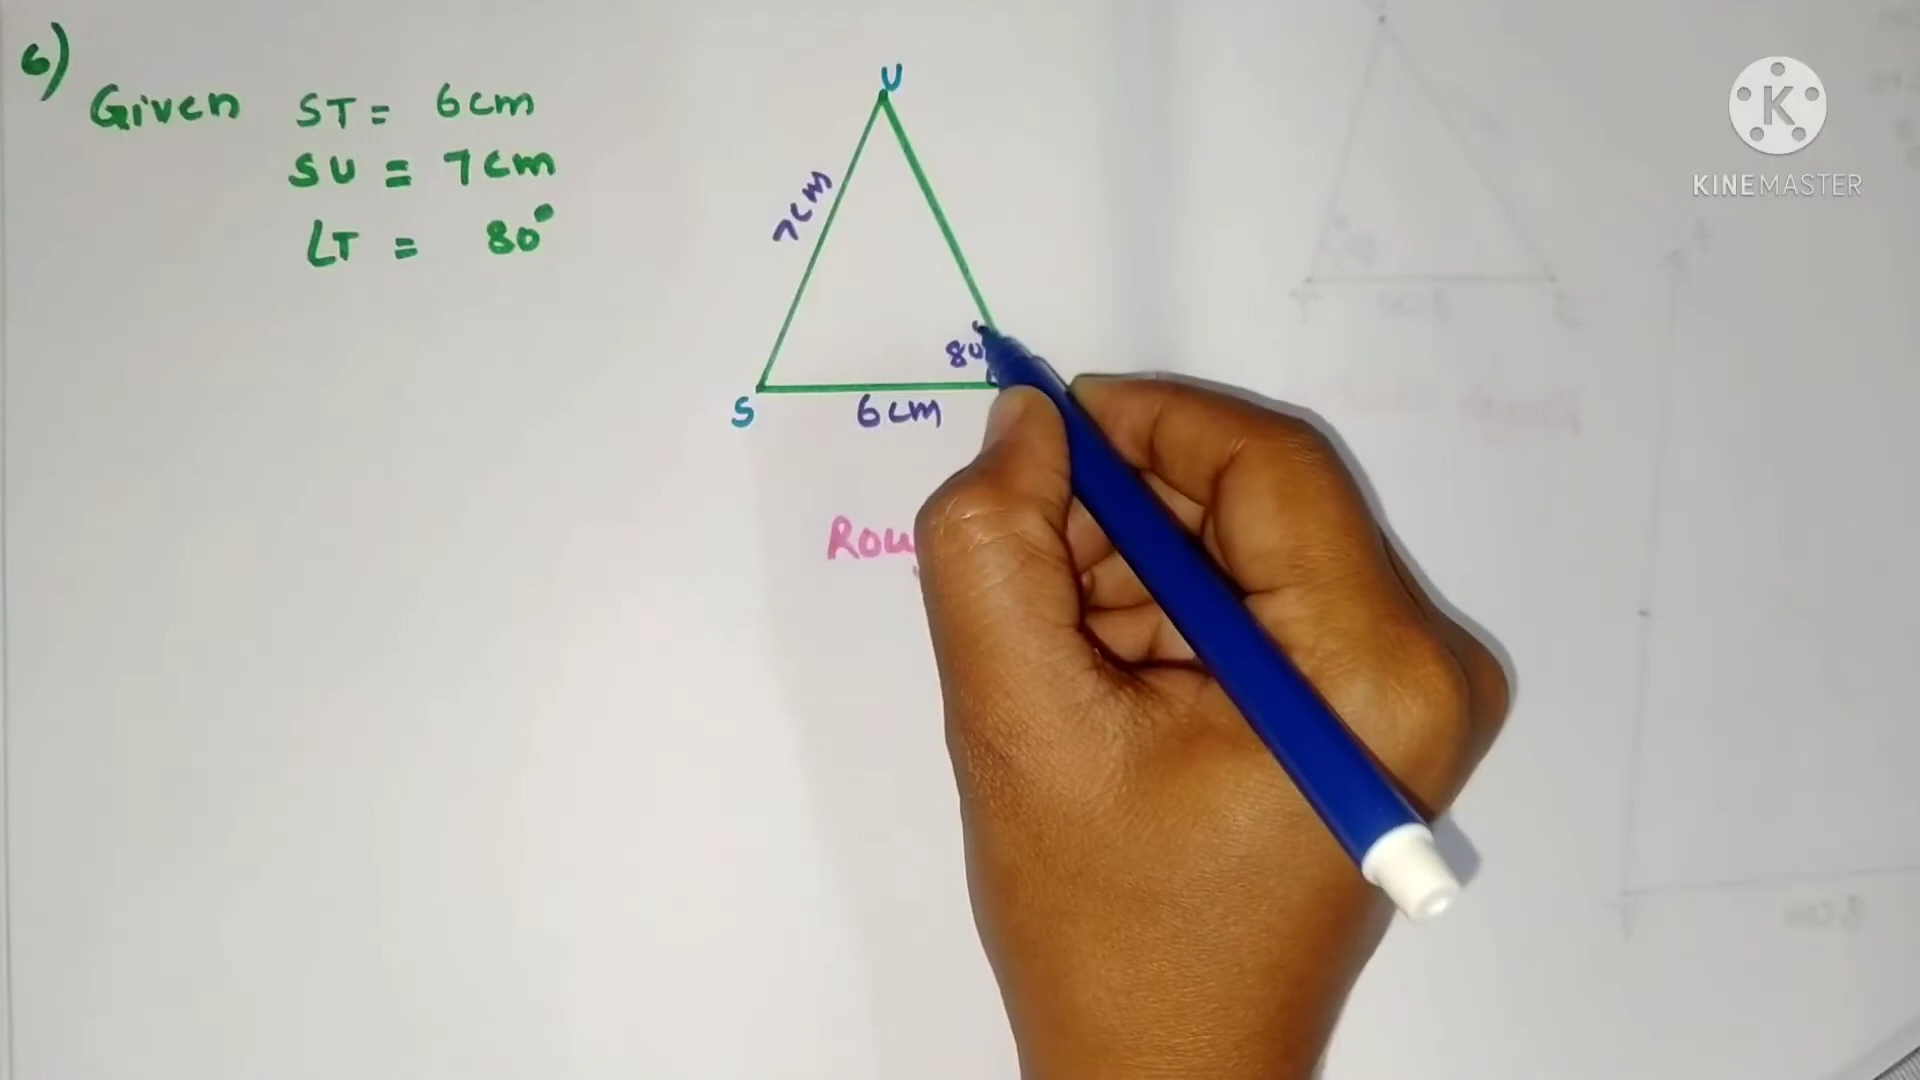 6)
Given ST = 6cm
SU = 7cm
∠T = 80°
U
7cm
80°
S
6cm
KINEMASTER